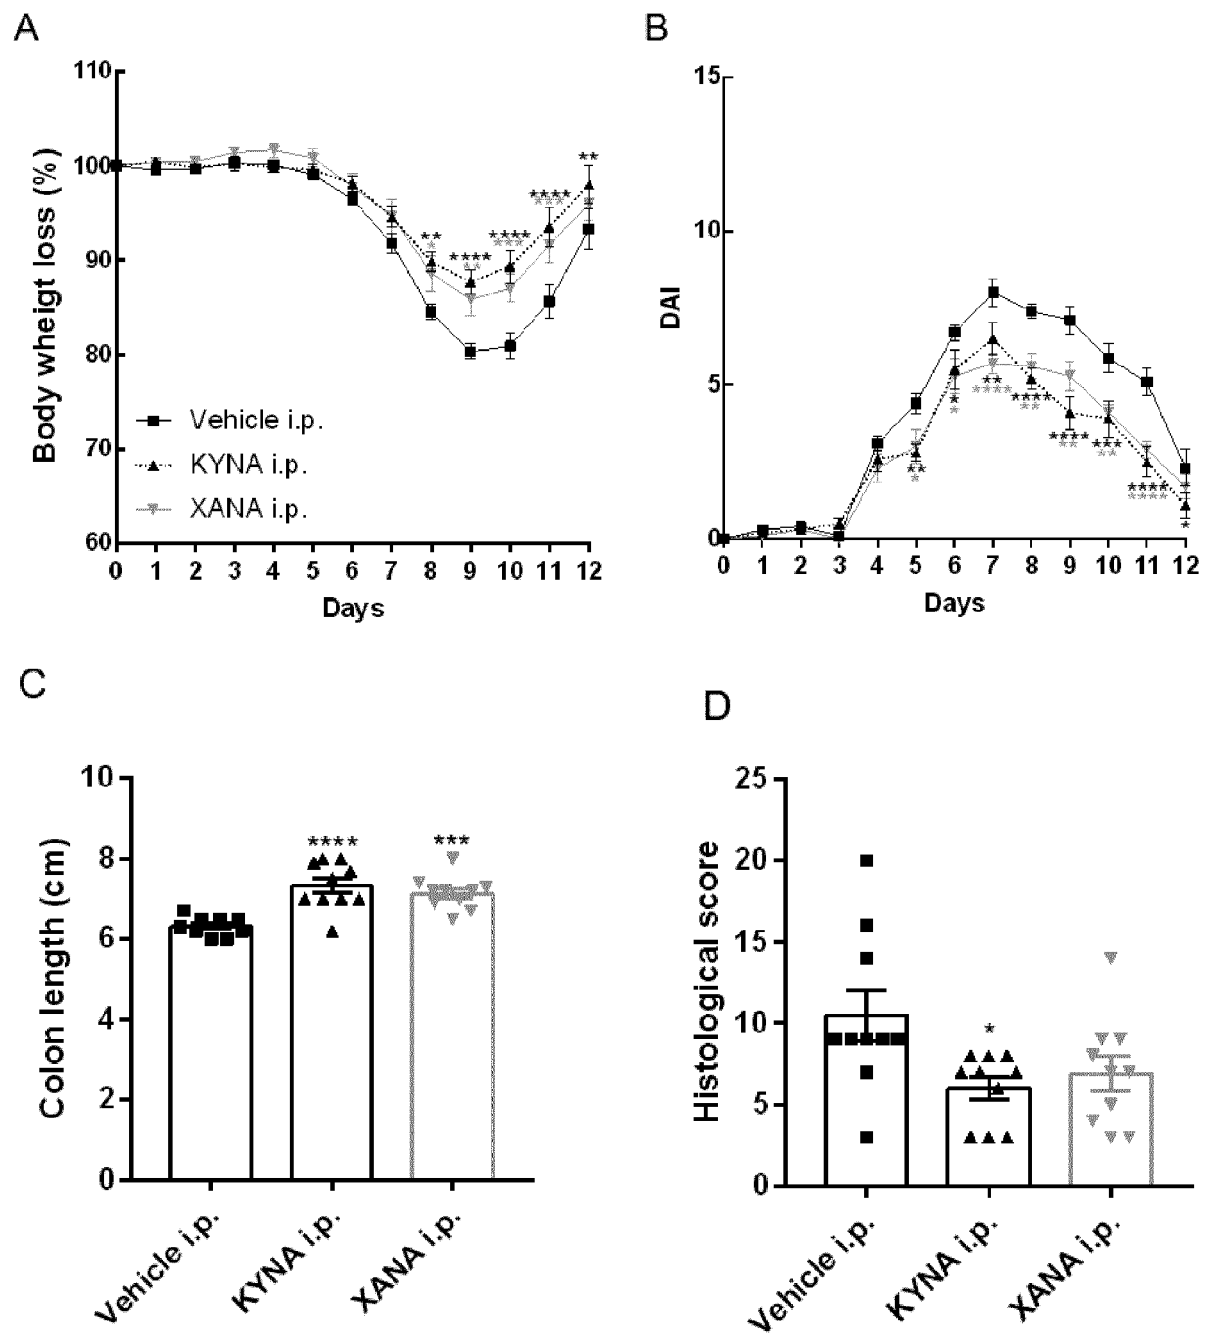 A
110
100
90
80
70
60
Body wheigt loss (%)
** **** **** **** **
* ** *** ***
Vehicle i.p.
KYNA i.p.
XANA i.p.
0 1 2 3 4 5 6 7 8 9 10 11 12
Days
B
15
10
5
0
DAI
** * ** **** **** *** **** *
* * **** ** ** ** ****
0 1 2 3 4 5 6 7 8 9 10 11 12
Days
C
10
8
6
4
2
0
Colon length (cm)
**** ***
Vehicle i.p.
KYNA i.p.
XANA i.p.
D
25
20
15
10
5
0
Histological score
*
Vehicle i.p.
KYNA i.p.
XANA i.p.